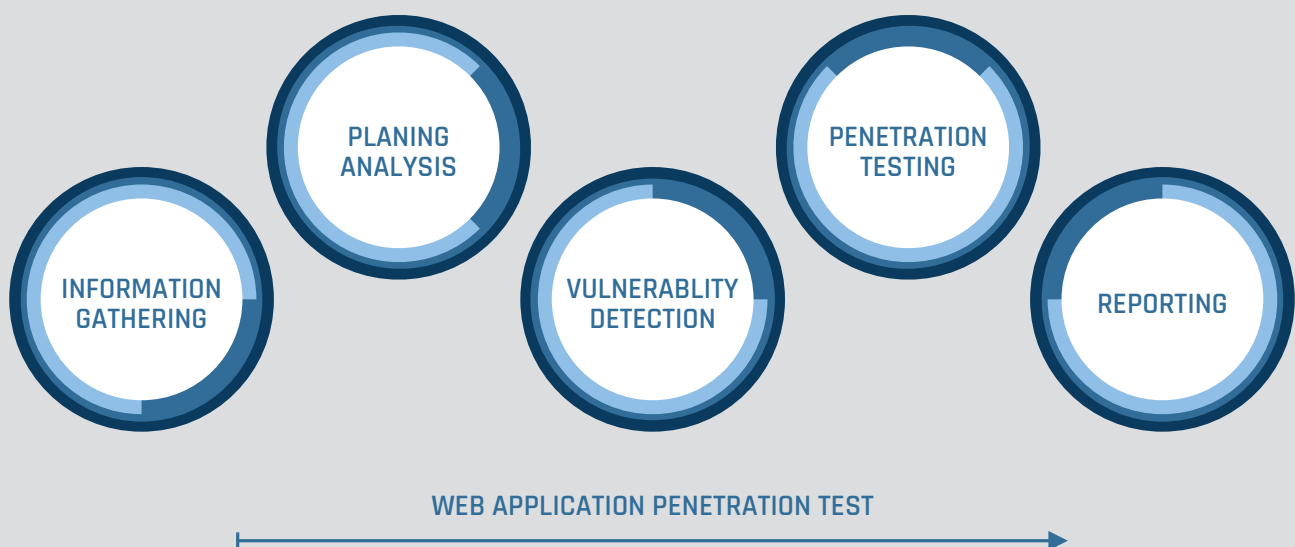 INFORMATION
GATHERING
PLANING
ANALYSIS
VULNERABLITY
DETECTION
PENETRATION
TESTING
REPORTING
WEB APPLICATION PENETRATION TEST